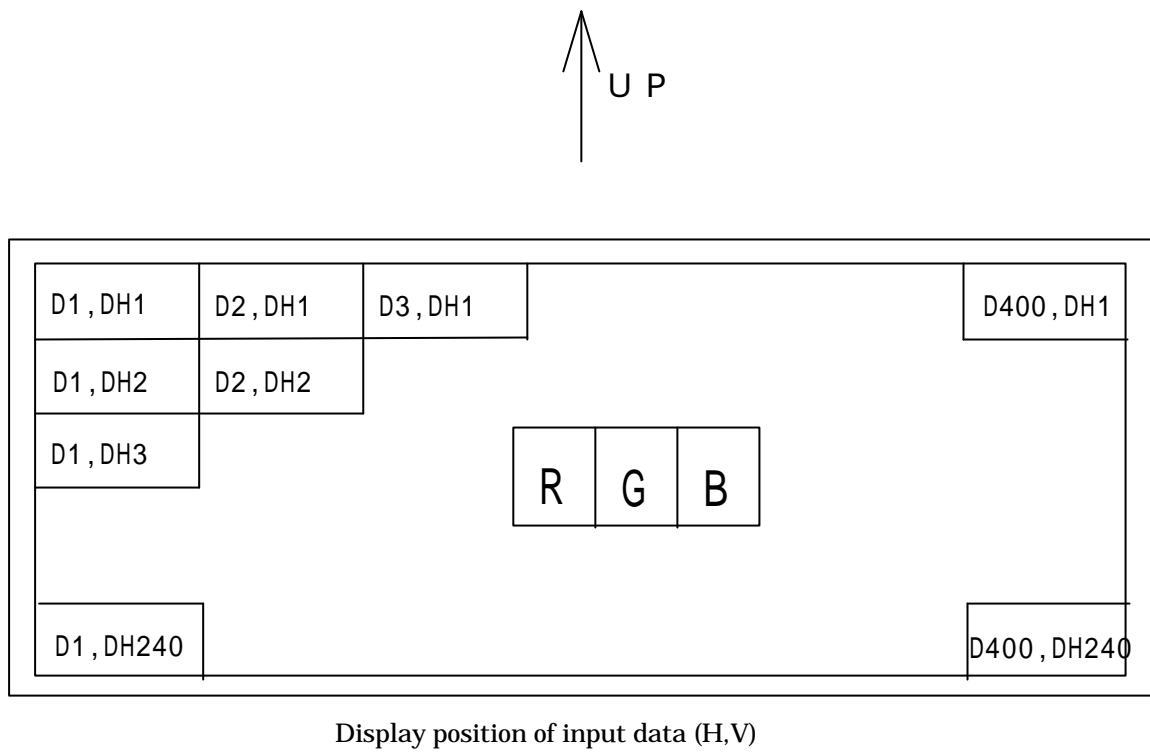 U P
D1,DH1 D2,DH1 D3,DH1 D400,DH1
D1,DH2 D2,DH2
D1,DH3
R G B
D1,DH240 D400,DH240
Display position of input data (H,V)